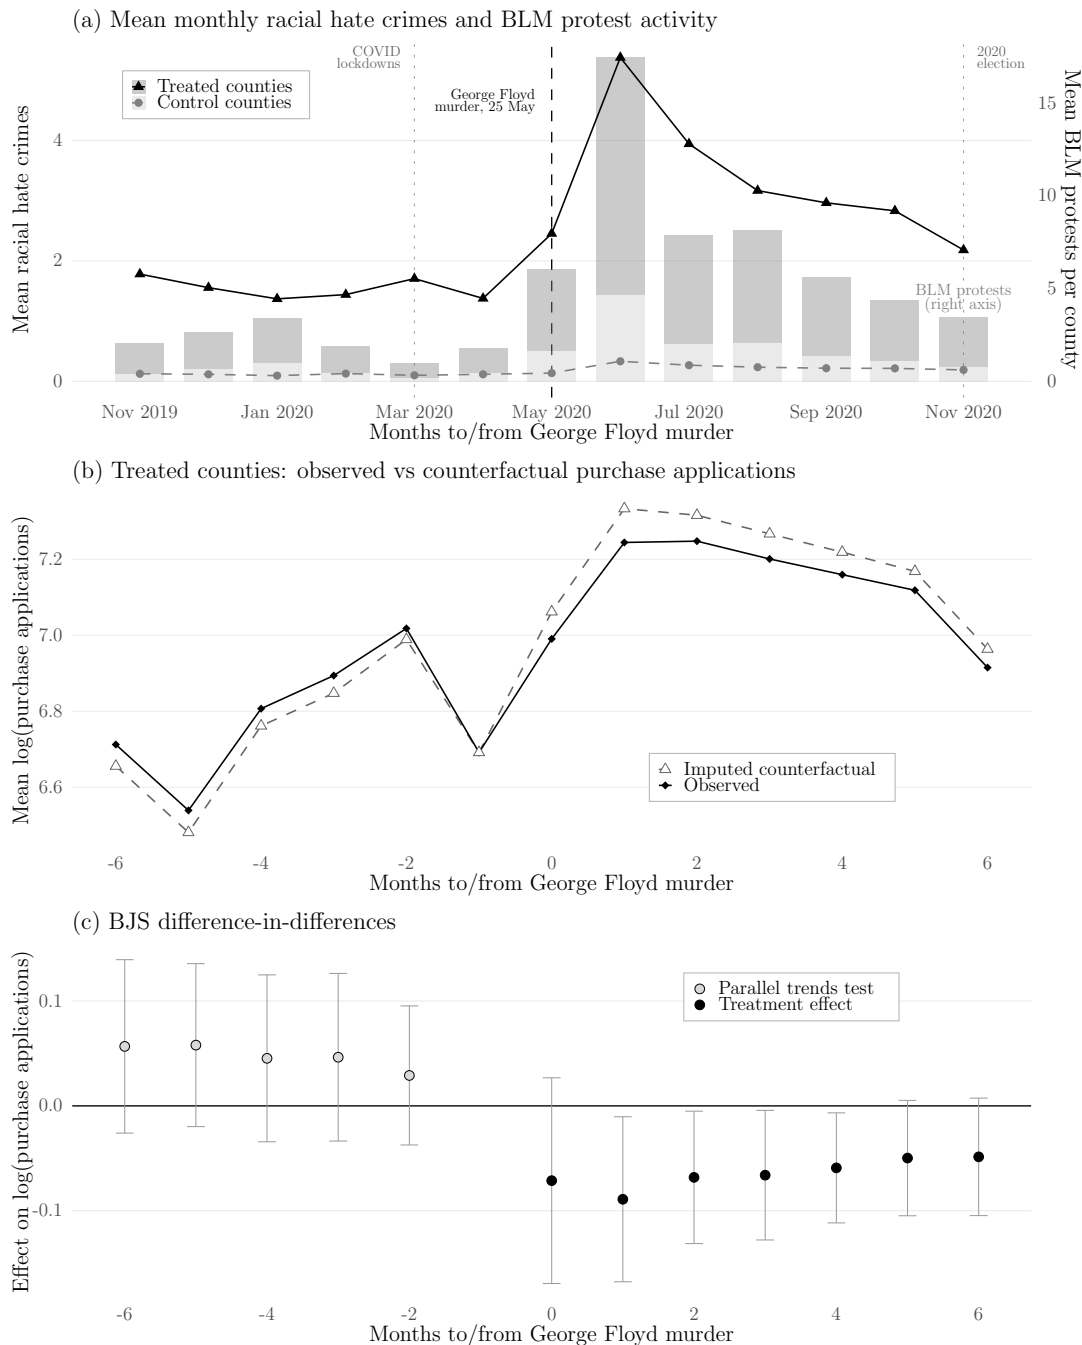 (a) Mean monthly racial hate crimes and BLM protest activity
COVID
lockdowns
2020
election
Treated counties
Control counties
George Floyd
murder, 25 May
BLM protests
(right axis)
Mean racial hate crimes
Mean BLM protests per county
4
2
0
15
10
5
0
Nov 2019
Jan 2020
Mar 2020
May 2020
Jul 2020
Sep 2020
Nov 2020
Months to/from George Floyd murder
(b) Treated counties: observed vs counterfactual purchase applications
Mean log(purchase applications)
7.2
7.0
6.8
6.6
Imputed counterfactual
Observed
-6
-4
-2
0
2
4
6
Months to/from George Floyd murder
(c) BJS difference-in-differences
Effect on log(purchase applications)
0.1
0.0
-0.1
Parallel trends test
Treatment effect
-6
-4
-2
0
2
4
6
Months to/from George Floyd murder